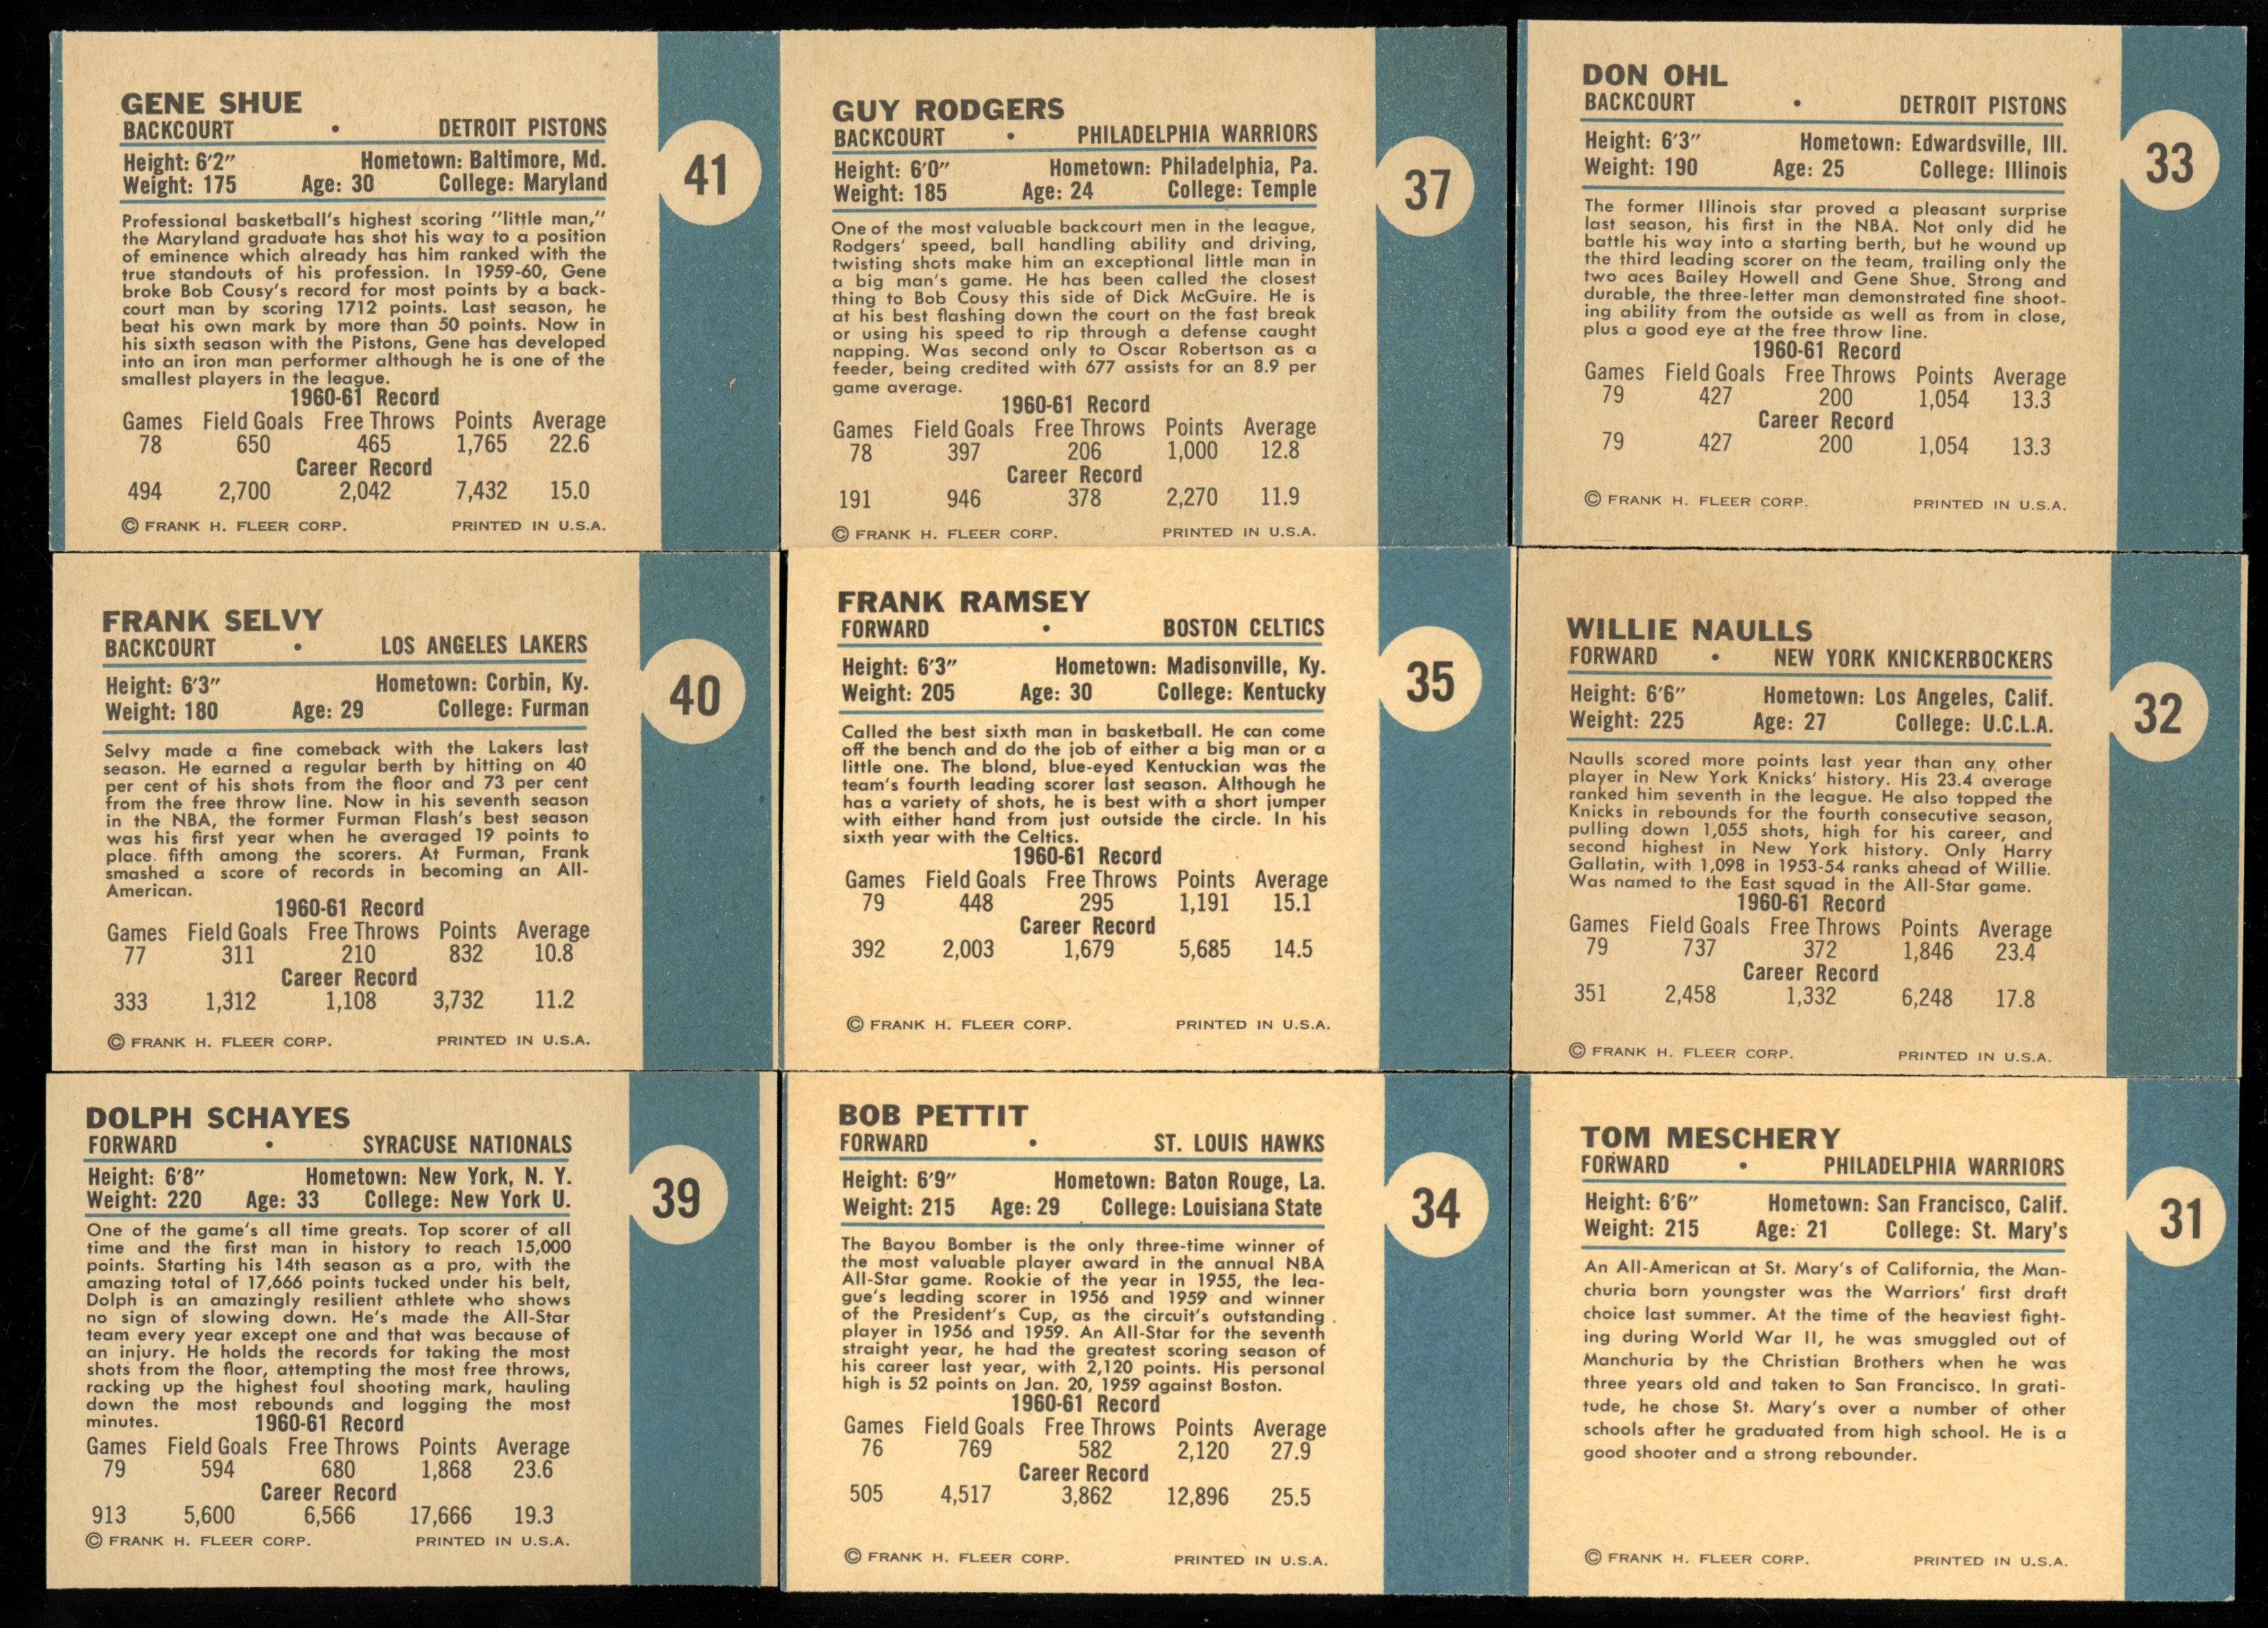 GENE SHUE
BACKCOURT • DETROIT PISTONS
Height: 6'2" Hometown: Baltimore, Md.
Weight: 175 Age: 30 College: Maryland
41
Professional basketball's highest scoring "little man,"
the Maryland graduate has shot his way to a position
of eminence which already has him ranked with the
true standouts of his profession. In 1959-60, Gene
broke Bob Cousy's record for most points by a back-
court man by scoring 1712 points. Last season, he
beat his own mark by more than 50 points. Now in
his sixth season with the Pistons, Gene has developed
into an iron man performer although he is one of the
smallest players in the league.
1960-61 Record
Games Field Goals Free Throws Points Average
78 650 465 1,765 22.6
Career Record
494 2,700 2,042 7,432 15.0
© FRANK H. FLEER CORP. PRINTED IN U.S.A.
GUY RODGERS
BACKCOURT • PHILADELPHIA WARRIORS
Height: 6'0" Hometown: Philadelphia, Pa.
Weight: 185 Age: 24 College: Temple
37
One of the most valuable backcourt men in the league,
Rodgers' speed, ball handling ability and driving,
twisting shots make him an exceptional little man in
a big man's game. He has been called the closest
thing to Bob Cousy this side of Dick McGuire. He is
at his best flashing down the court on the fast break
or using his speed to rip through a defense caught
napping. Was second only to Oscar Robertson as a
feeder, being credited with 677 assists for an 8.9 per
game average.
1960-61 Record
Games Field Goals Free Throws Points Average
78 397 206 1,000 12.8
Career Record
191 946 378 2,270 11.9
© FRANK H. FLEER CORP. PRINTED IN U.S.A.
DON OHL
BACKCOURT • DETROIT PISTONS
Height: 6'3" Hometown: Edwardsville, Ill.
Weight: 190 Age: 25 College: Illinois
33
The former Illinois star proved a pleasant surprise
last season, his first in the NBA. Not only did he
battle his way into a starting berth, but he wound up
the third leading scorer on the team, trailing only the
two aces Bailey Howell and Gene Shue. Strong and
durable, the three-letter man demonstrated fine shoot-
ing ability from the outside as well as from in close,
plus a good eye at the free throw line.
1960-61 Record
Games Field Goals Free Throws Points Average
79 427 200 1,054 13.3
Career Record
79 427 200 1,054 13.3
© FRANK H. FLEER CORP. PRINTED IN U.S.A.
FRANK SELVY
BACKCOURT • LOS ANGELES LAKERS
Height: 6'3" Hometown: Corbin, Ky.
Weight: 180 Age: 29 College: Furman
40
Selvy made a fine comeback with the Lakers last
season. He earned a regular berth by hitting on 40
per cent of his shots from the floor and 73 per cent
from the free throw line. Now in his seventh season
in the NBA, the former Furman Flash's best season
was his first year when he averaged 19 points to
place fifth among the scorers. At Furman, Frank
smashed a score of records in becoming an All-
American.
1960-61 Record
Games Field Goals Free Throws Points Average
77 311 210 832 10.8
Career Record
333 1,312 1,108 3,732 11.2
© FRANK H. FLEER CORP. PRINTED IN U.S.A.
FRANK RAMSEY
FORWARD • BOSTON CELTICS
Height: 6'3" Hometown: Madisonville, Ky.
Weight: 205 Age: 30 College: Kentucky
35
Called the best sixth man in basketball. He can come
off the bench and do the job of either a big man or a
little one. The blond, blue-eyed Kentuckian was the
team's fourth leading scorer last season. Although he
has a variety of shots, he is best with a short jumper
with either hand from just outside the circle. In his
sixth year with the Celtics.
1960-61 Record
Games Field Goals Free Throws Points Average
79 448 295 1,191 15.1
Career Record
392 2,003 1,679 5,685 14.5
© FRANK H. FLEER CORP. PRINTED IN U.S.A.
WILLIE NAULLS
FORWARD • NEW YORK KNICKERBOCKERS
Height: 6'6" Hometown: Los Angeles, Calif.
Weight: 225 Age: 27 College: U.C.L.A.
32
Naulls scored more points last year than any other
player in New York Knicks' history. His 23.4 average
ranked him seventh in the league. He also topped the
Knicks in rebounds for the fourth consecutive season,
pulling down 1,055 shots, high for his career, and
second highest in New York history. Only Harry
Gallatin, with 1,098 in 1953-54 ranks ahead of Willie.
Was named to the East squad in the All-Star game.
1960-61 Record
Games Field Goals Free Throws Points Average
79 737 372 1,846 23.4
Career Record
351 2,458 1,332 6,248 17.8
© FRANK H. FLEER CORP. PRINTED IN U.S.A.
DOLPH SCHAYES
FORWARD • SYRACUSE NATIONALS
Height: 6'8" Hometown: New York, N. Y.
Weight: 220 Age: 33 College: New York U.
39
One of the game's all time greats. Top scorer of all
time and the first man in history to reach 15,000
points. Starting his 14th season as a pro, with the
amazing total of 17,666 points tucked under his belt,
Dolph is an amazingly resilient athlete who shows
no sign of slowing down. He's made the All-Star
team every year except one and that was because of
an injury. He holds the records for taking the most
shots from the floor, attempting the most free throws,
racking up the highest foul shooting mark, hauling
down the most rebounds and logging the most
minutes. 1960-61 Record
Games Field Goals Free Throws Points Average
79 594 680 1,868 23.6
Career Record
913 5,600 6,566 17,666 19.3
© FRANK H. FLEER CORP. PRINTED IN U.S.A.
BOB PETTIT
FORWARD • ST. LOUIS HAWKS
Height: 6'9" Hometown: Baton Rouge, La.
Weight: 215 Age: 29 College: Louisiana State
34
The Bayou Bomber is the only three-time winner of
the most valuable player award in the annual NBA
All-Star game. Rookie of the year in 1955, the lea-
gue's leading scorer in 1956 and 1959 and winner
of the President's Cup, as the circuit's outstanding
player in 1956 and 1959. An All-Star for the seventh
straight year, he had the greatest scoring season of
his career last year, with 2,120 points. His personal
high is 52 points on Jan. 20, 1959 against Boston.
1960-61 Record
Games Field Goals Free Throws Points Average
76 769 582 2,120 27.9
Career Record
505 4,517 3,862 12,896 25.5
© FRANK H. FLEER CORP. PRINTED IN U.S.A.
TOM MESCHERY
FORWARD • PHILADELPHIA WARRIORS
Height: 6'6" Hometown: San Francisco, Calif.
Weight: 215 Age: 21 College: St. Mary's
31
An All-American at St. Mary's of California, the Man-
churia born youngster was the Warriors' first draft
choice last summer. At the time of the heaviest fight-
ing during World War II, he was smuggled out of
Manchuria by the Christian Brothers when he was
three years old and taken to San Francisco. In grati-
tude, he chose St. Mary's over a number of other
schools after he graduated from high school. He is a
good shooter and a strong rebounder.
© FRANK H. FLEER CORP. PRINTED IN U.S.A.